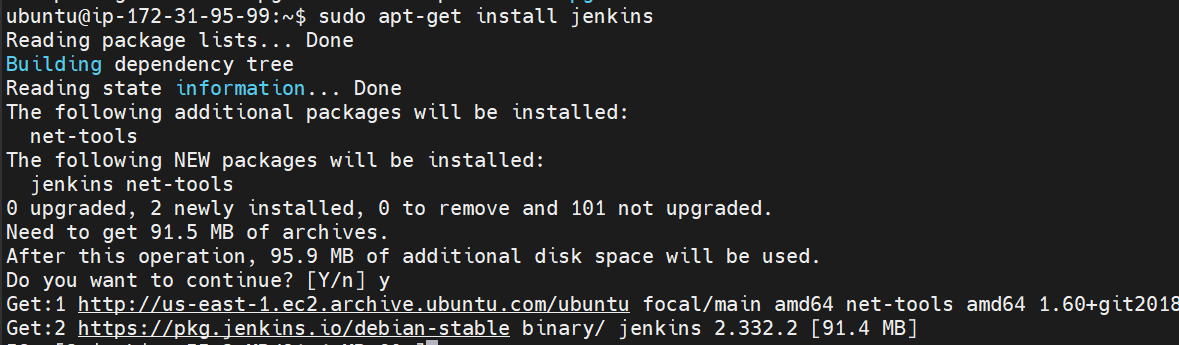 ubuntu@ip-172-31-95-99:~$ sudo apt-get install jenkins
Reading package lists... Done
Building dependency tree
Reading state information... Done
The following additional packages will be installed:
  net-tools
The following NEW packages will be installed:
  jenkins net-tools
0 upgraded, 2 newly installed, 0 to remove and 101 not upgraded.
Need to get 91.5 MB of archives.
After this operation, 95.9 MB of additional disk space will be used.
Do you want to continue? [Y/n] y
Get:1 http://us-east-1.ec2.archive.ubuntu.com/ubuntu focal/main amd64 net-tools amd64 1.60+git2018
Get:2 https://pkg.jenkins.io/debian-stable binary/ jenkins 2.332.2 [91.4 MB]